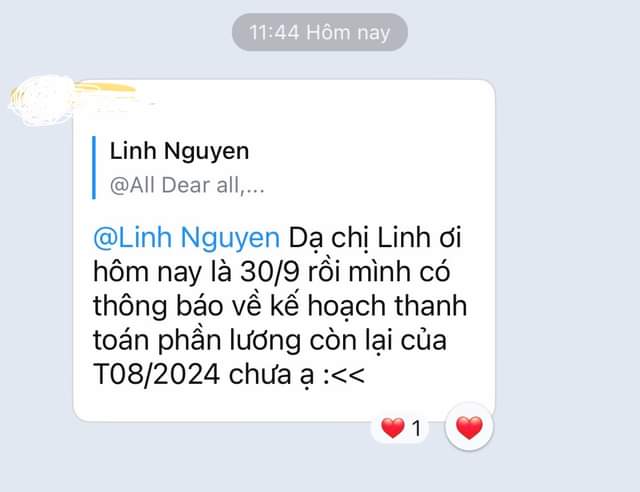 11:44 Hôm nay
Linh Nguyen
@All Dear all,...
@Linh Nguyen Dạ chị Linh ơi
hôm nay là 30/9 rồi mình có
thông báo về kế hoạch thanh
toán phần lương còn lại của
T08/2024 chưa ạ :<<
1